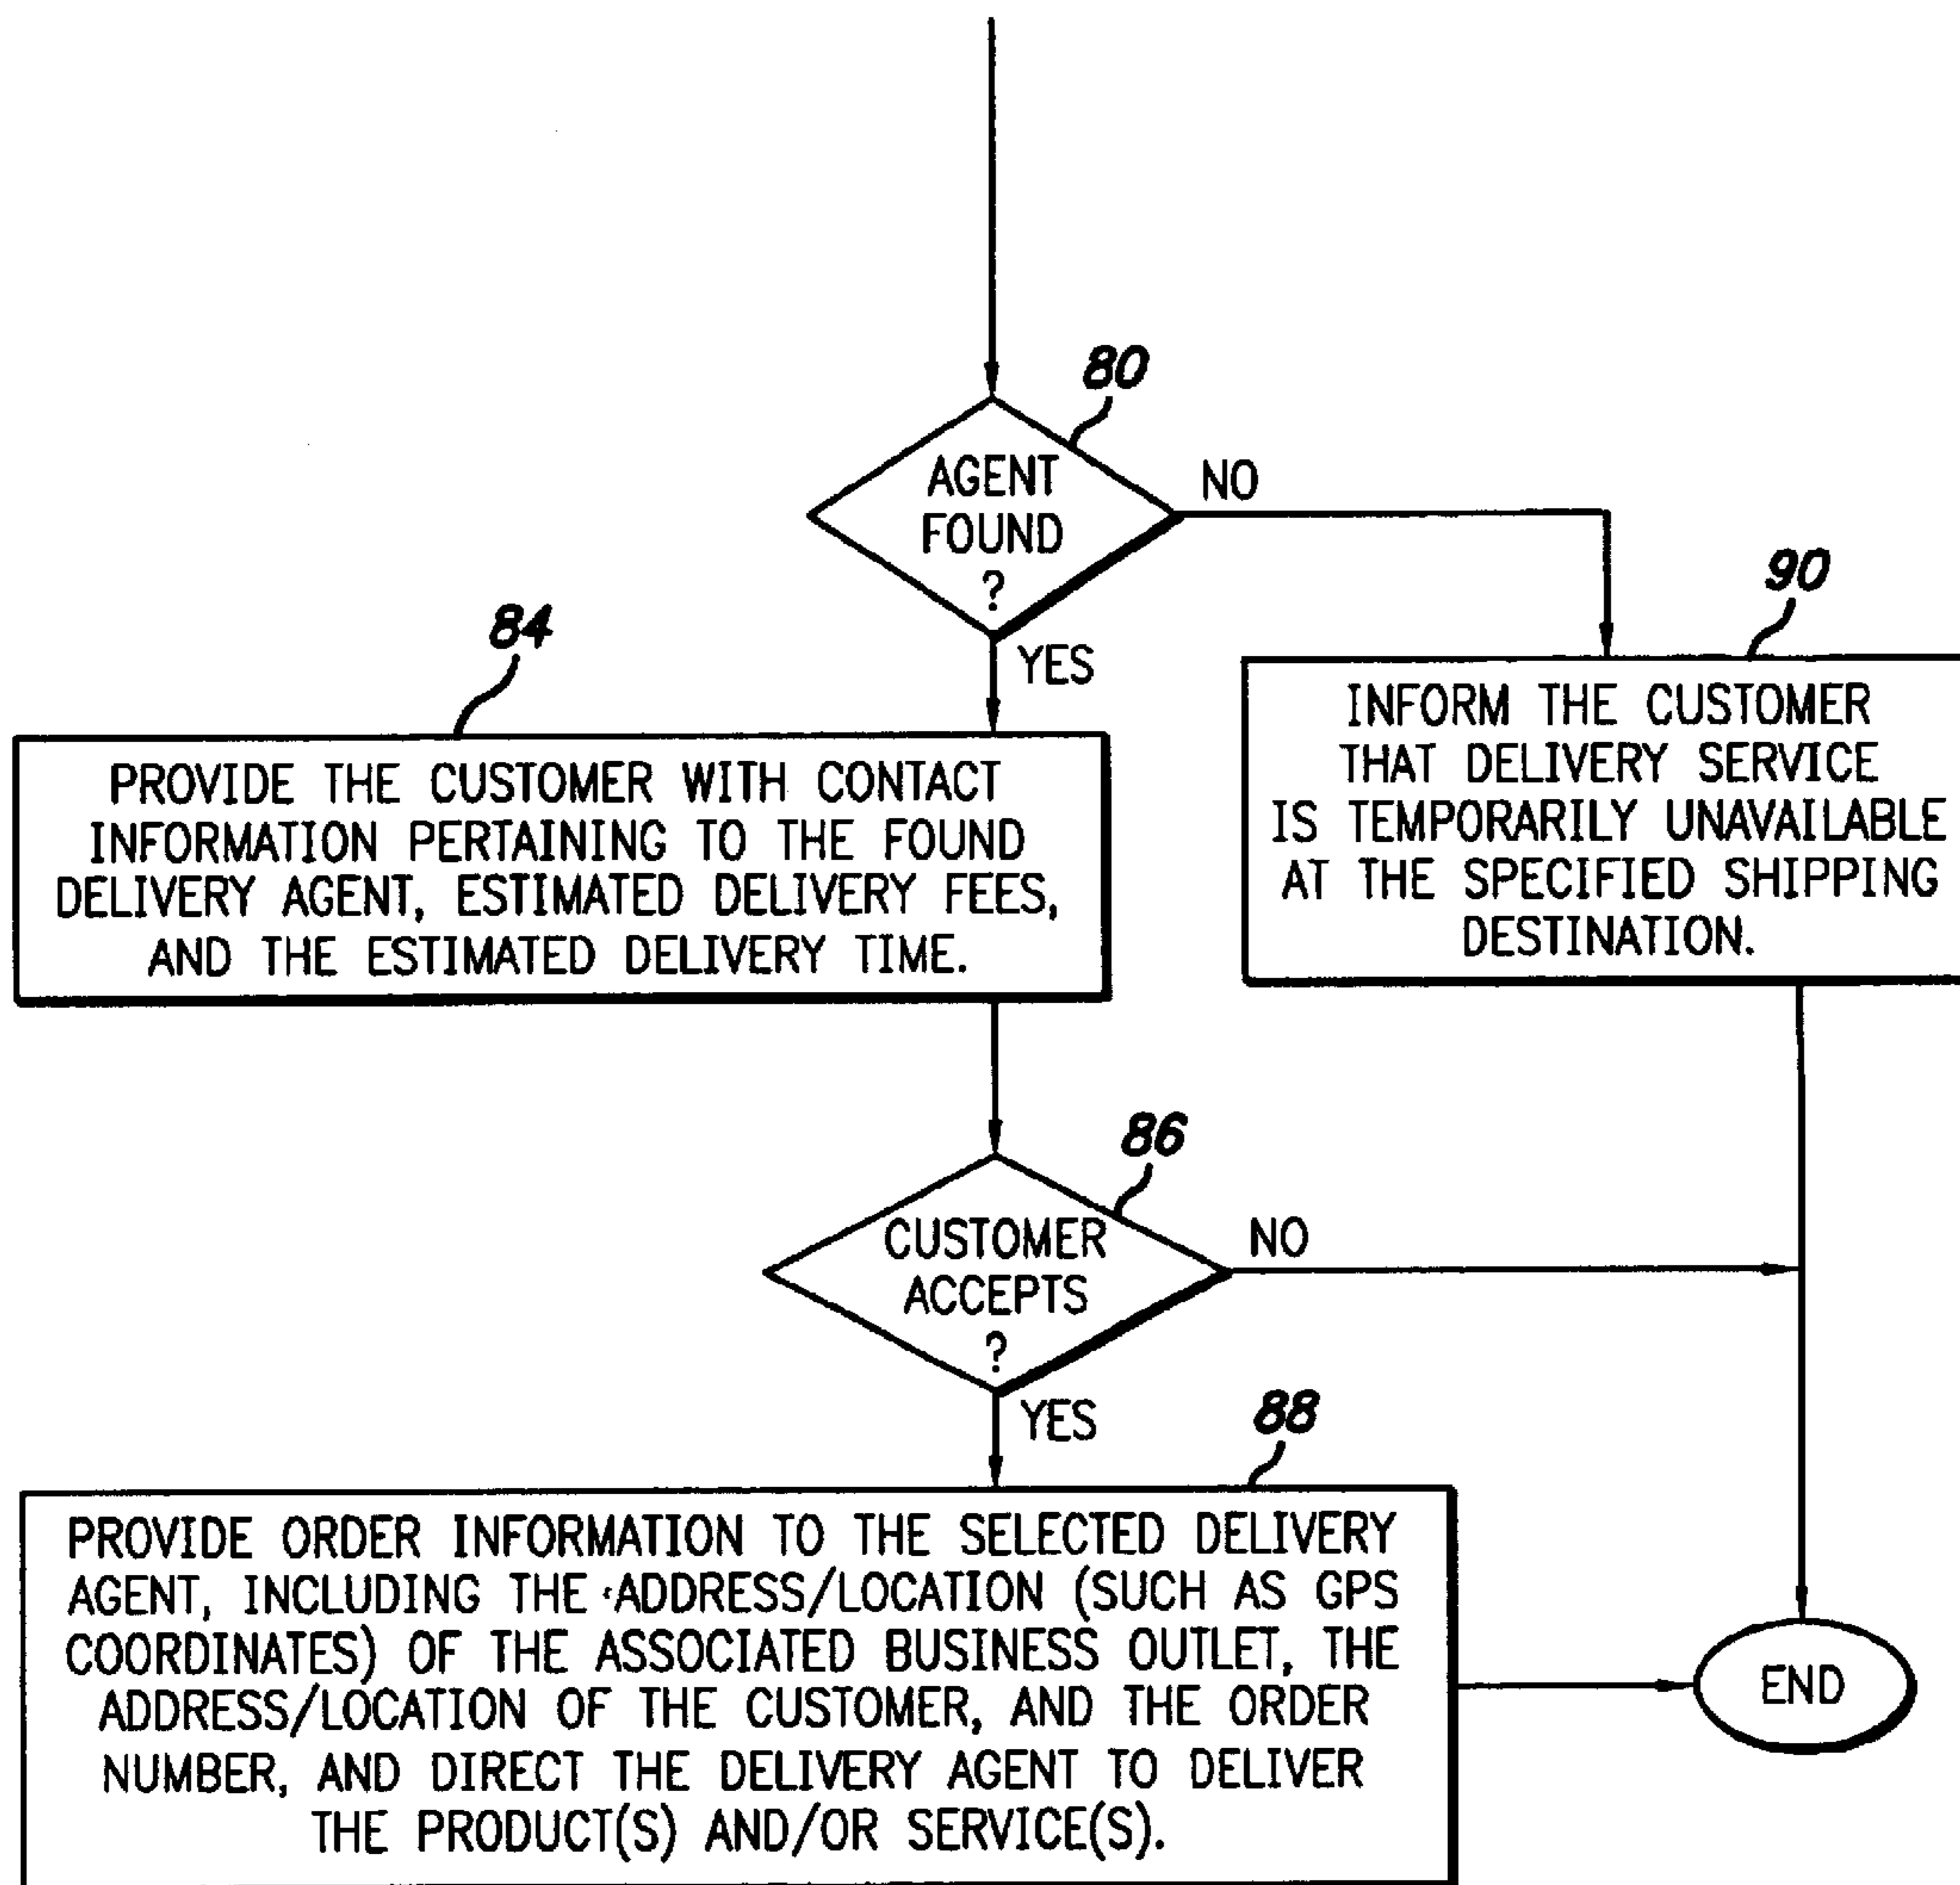 80
AGENT
FOUND
?
NO
YES
90
INFORM THE CUSTOMER
THAT DELIVERY SERVICE
IS TEMPORARILY UNAVAILABLE
AT THE SPECIFIED SHIPPING
DESTINATION.
84
PROVIDE THE CUSTOMER WITH CONTACT
INFORMATION PERTAINING TO THE FOUND
DELIVERY AGENT, ESTIMATED DELIVERY FEES,
AND THE ESTIMATED DELIVERY TIME.
86
CUSTOMER
ACCEPTS
?
NO
YES
88
PROVIDE ORDER INFORMATION TO THE SELECTED DELIVERY
AGENT, INCLUDING THE ADDRESS/LOCATION (SUCH AS GPS
COORDINATES) OF THE ASSOCIATED BUSINESS OUTLET, THE
ADDRESS/LOCATION OF THE CUSTOMER, AND THE ORDER
NUMBER, AND DIRECT THE DELIVERY AGENT TO DELIVER
THE PRODUCT(S) AND/OR SERVICE(S).
END